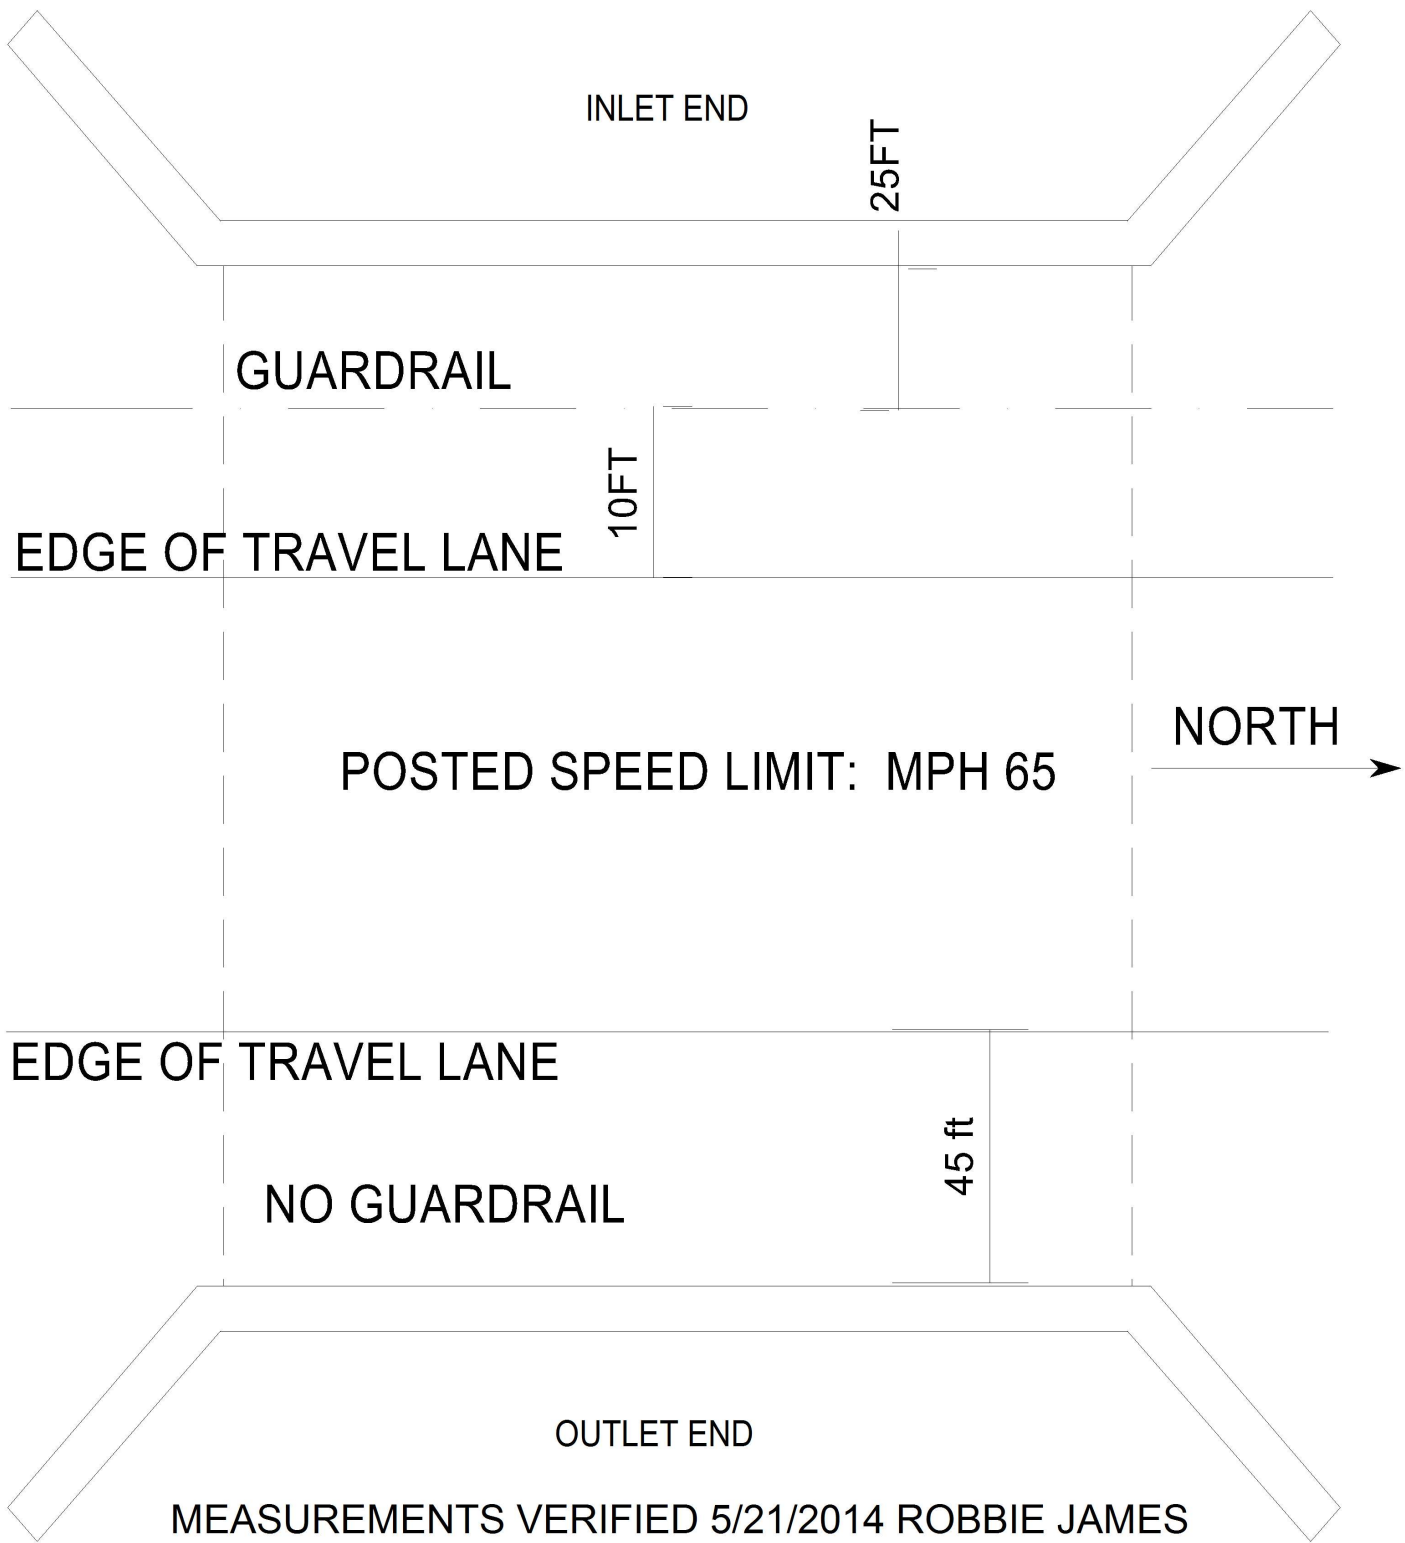 INLET END
25FT
GUARDRAIL
10FT
EDGE OF TRAVEL LANE
NORTH
POSTED SPEED LIMIT: MPH 65
EDGE OF TRAVEL LANE
45 ft
NO GUARDRAIL
OUTLET END
MEASUREMENTS VERIFIED 5/21/2014 ROBBIE JAMES